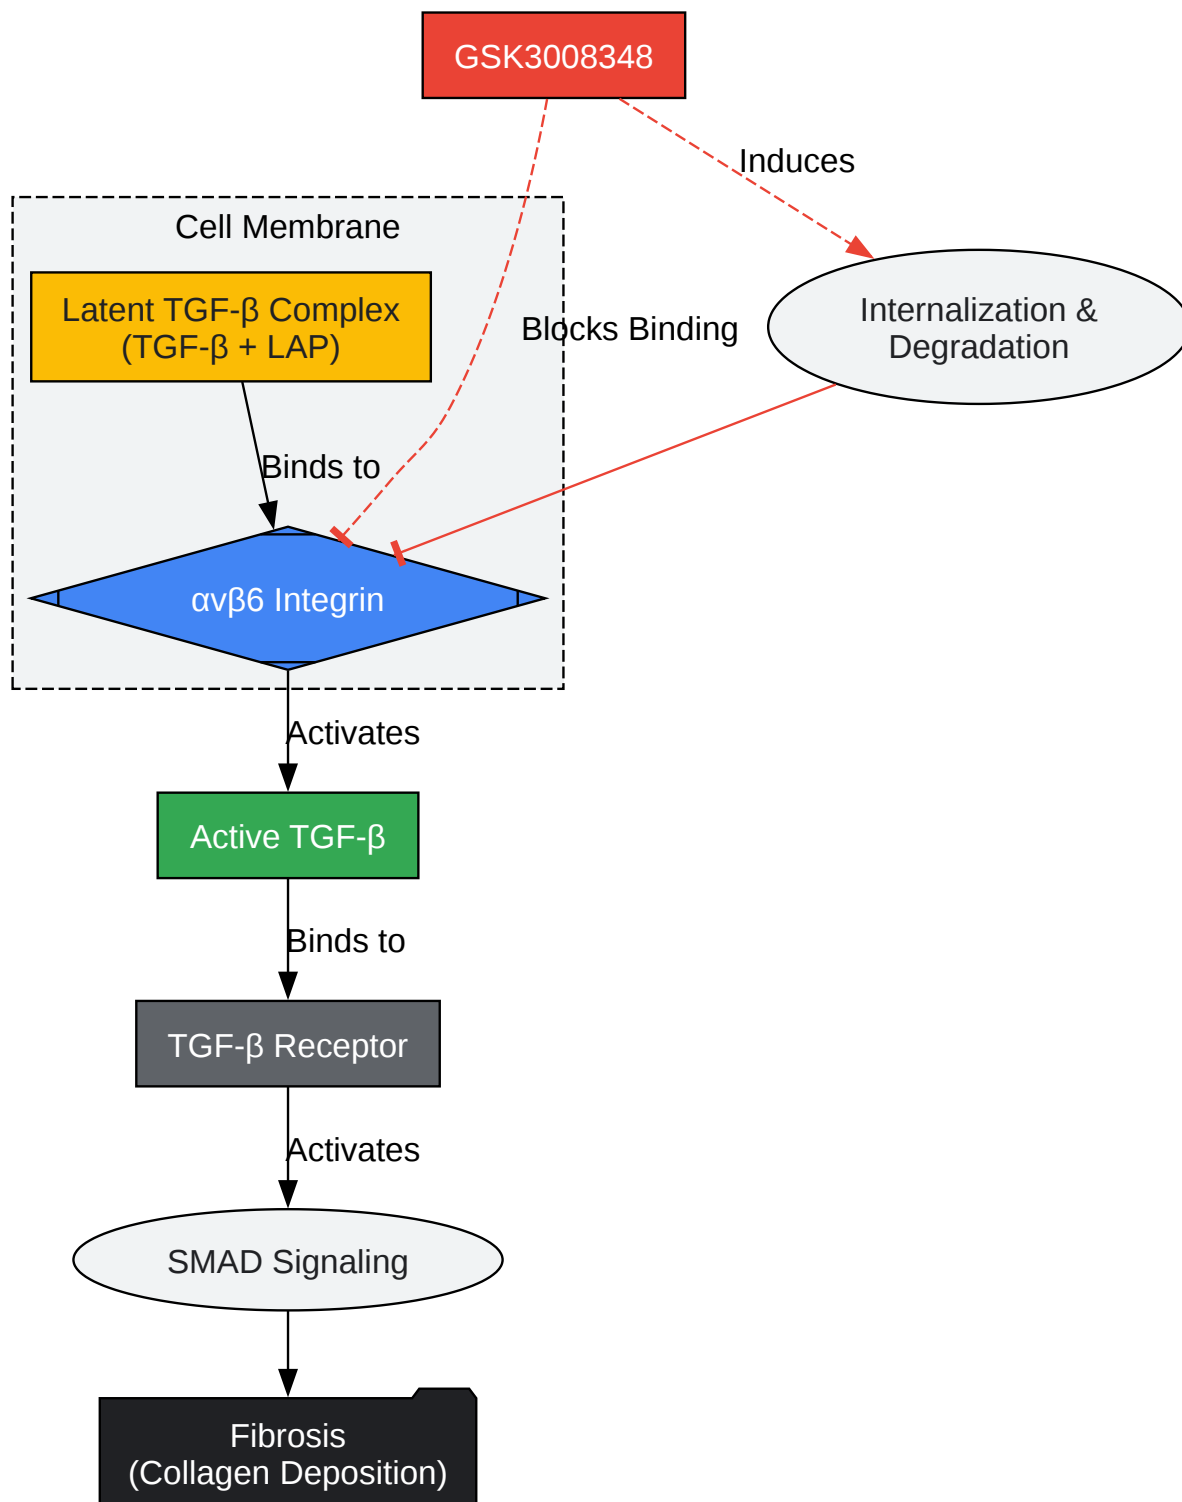 GSK3008348
Induces
Cell Membrane
Latent TGF-β Complex
(TGF-β + LAP)
Blocks Binding
Internalization &
Degradation
Binds to
αvβ6 Integrin
Activates
Active TGF-β
Binds to
TGF-β Receptor
Activates
SMAD Signaling
Fibrosis
(Collagen Deposition)